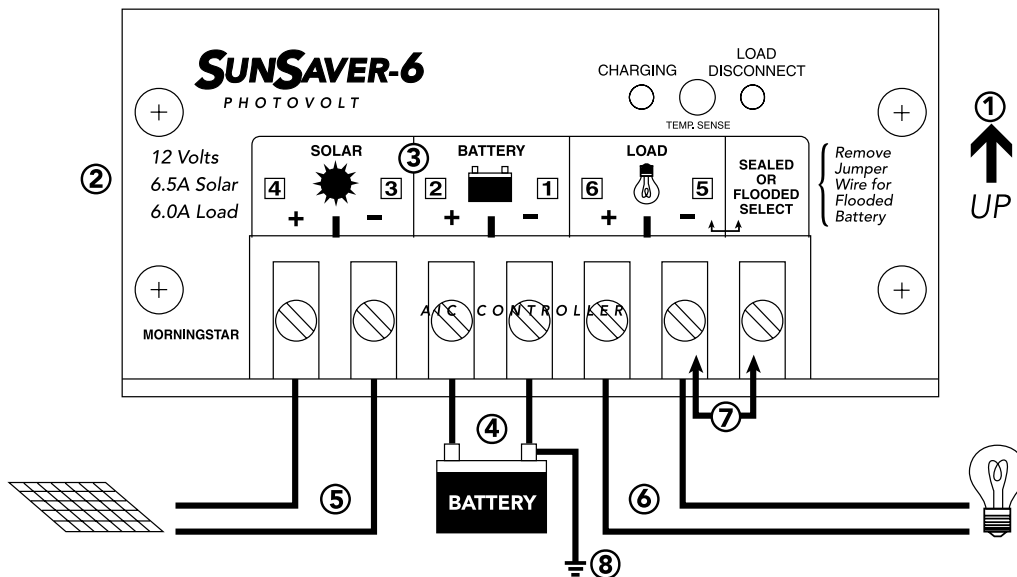 SUNSAVER-6
PHOTOVOLT
AIC CONTROLLER
CHARGING
LOAD
DISCONNECT
TEMP. SENSE
1
UP
2
12 Volts
6.5A Solar
6.0A Load
3
SOLAR
4
3
+
−
BATTERY
2
1
+
−
LOAD
6
5
+
−
SEALED
OR
FLOODED
SELECT
Remove
Jumper
Wire for
Flooded
Battery
MORNINGSTAR
4
7
5
BATTERY
6
8